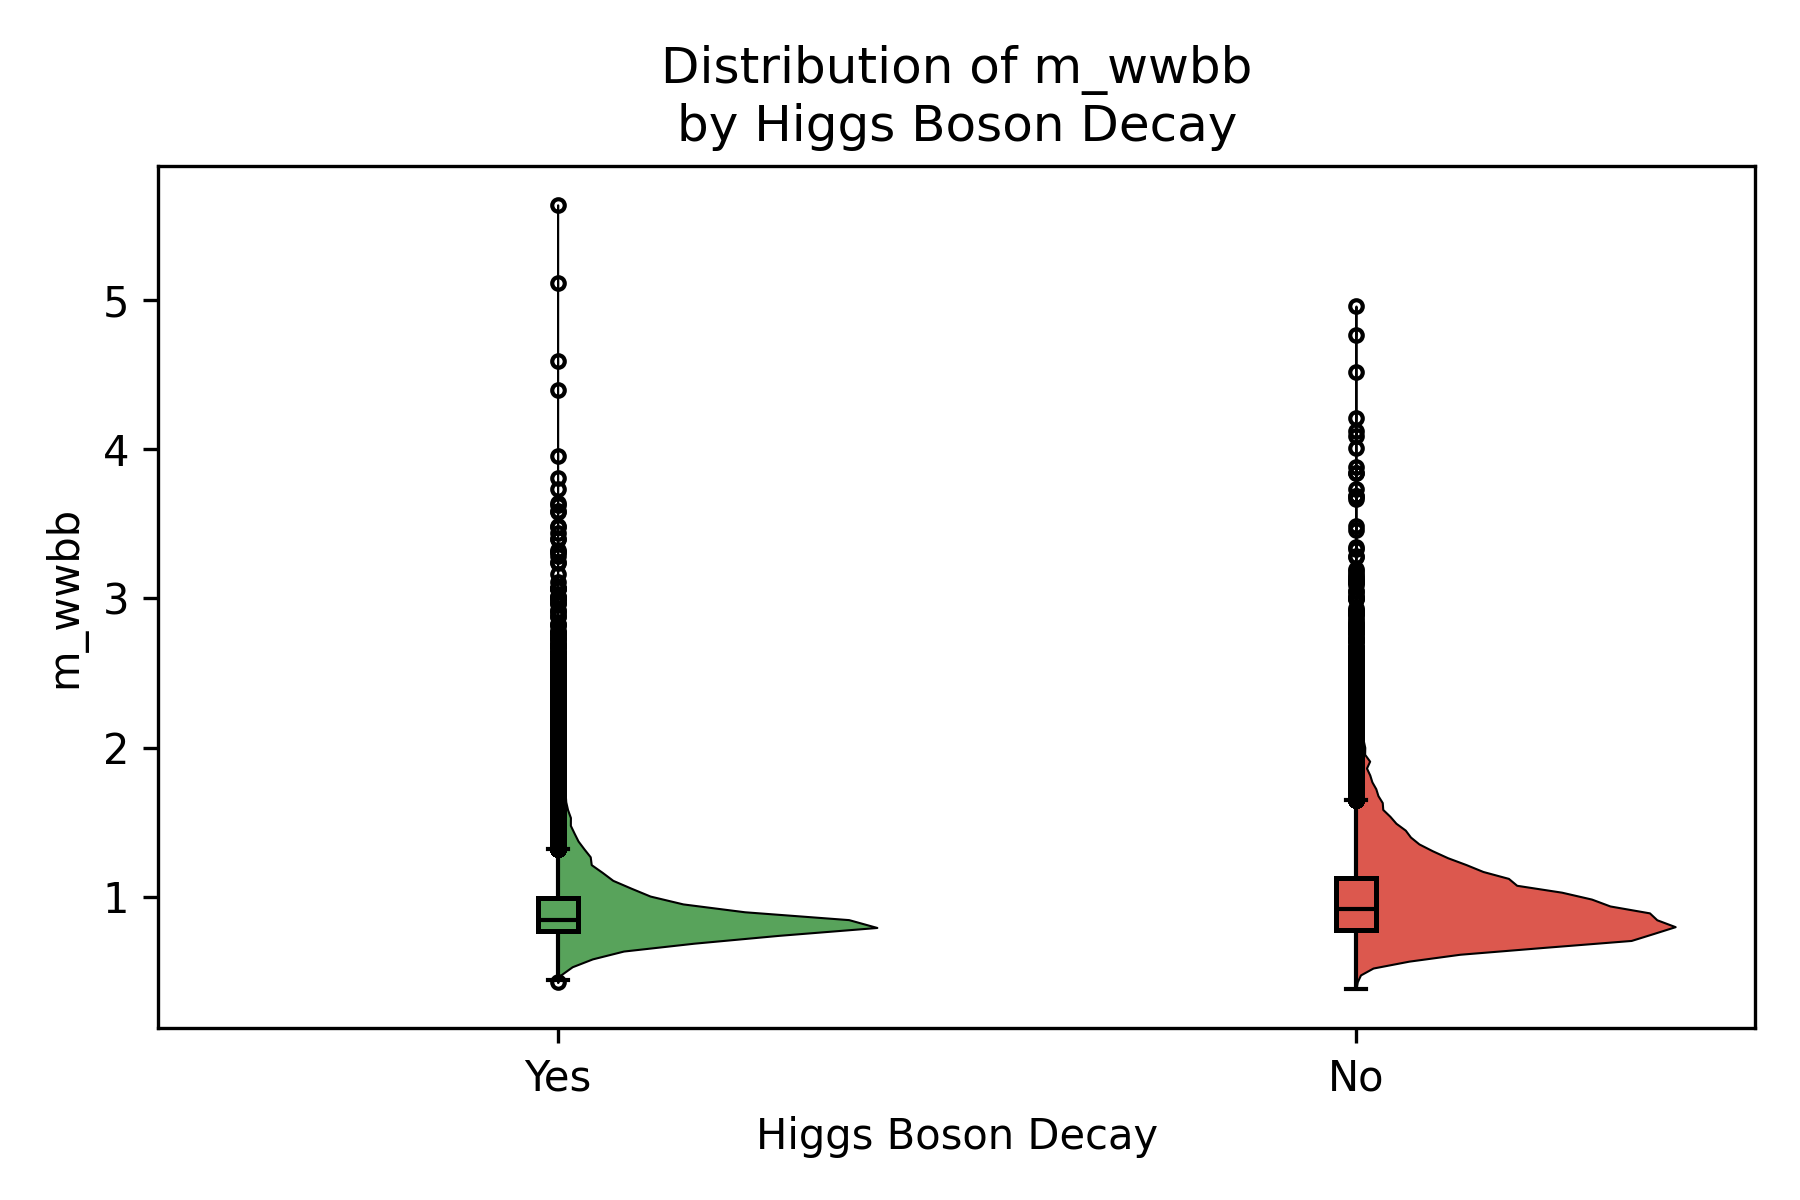 Distribution of m_wwbb
by Higgs Boson Decay
m_wwbb
5
4
3
2
1
Yes
No
Higgs Boson Decay